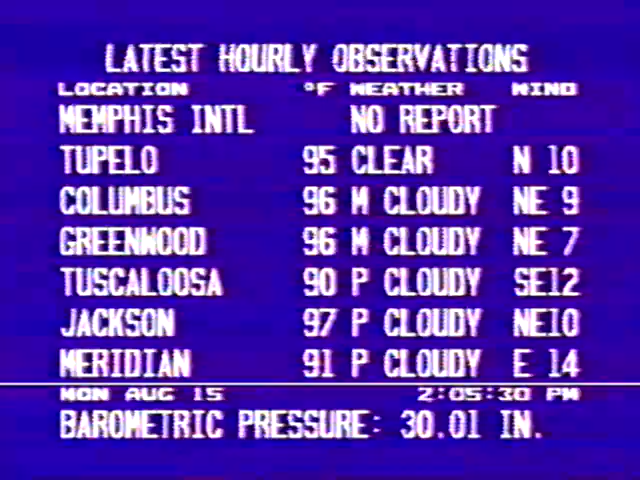 LATEST HOURLY OBSERVATIONS
LOCATION °F WEATHER WIND
MEMPHIS INTL NO REPORT
TUPELO 95 CLEAR N 10
COLUMBUS 96 M CLOUDY NE 9
GREENWOOD 96 M CLOUDY NE 7
TUSCALOOSA 90 P CLOUDY SE12
JACKSON 97 P CLOUDY NE10
MERIDIAN 91 P CLOUDY E 14
MON AUG 15 2:05:30 PM
BAROMETRIC PRESSURE: 30.01 IN.